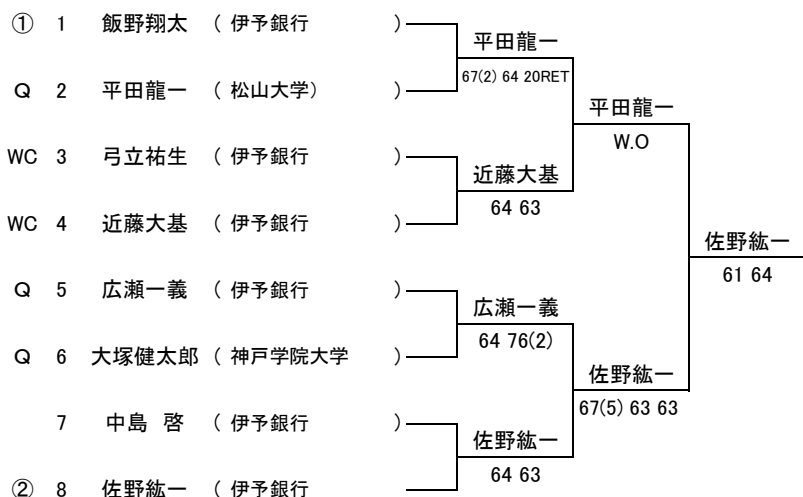 ① 1 飯野翔太 ( 伊予銀行 )
平田龍一
67(2) 64 20RET
Q 2 平田龍一 ( 松山大学) )
平田龍一
W.O
WC 3 弓立祐生 ( 伊予銀行 )
近藤大基
64 63
WC 4 近藤大基 ( 伊予銀行 )
佐野紘一
61 64
Q 5 広瀬一義 ( 伊予銀行 )
広瀬一義
64 76(2)
Q 6 大塚健太郎 ( 神戸学院大学 )
佐野紘一
67(5) 63 63
7 中島 啓 ( 伊予銀行 )
佐野紘一
64 63
② 8 佐野紘一 ( 伊予銀行